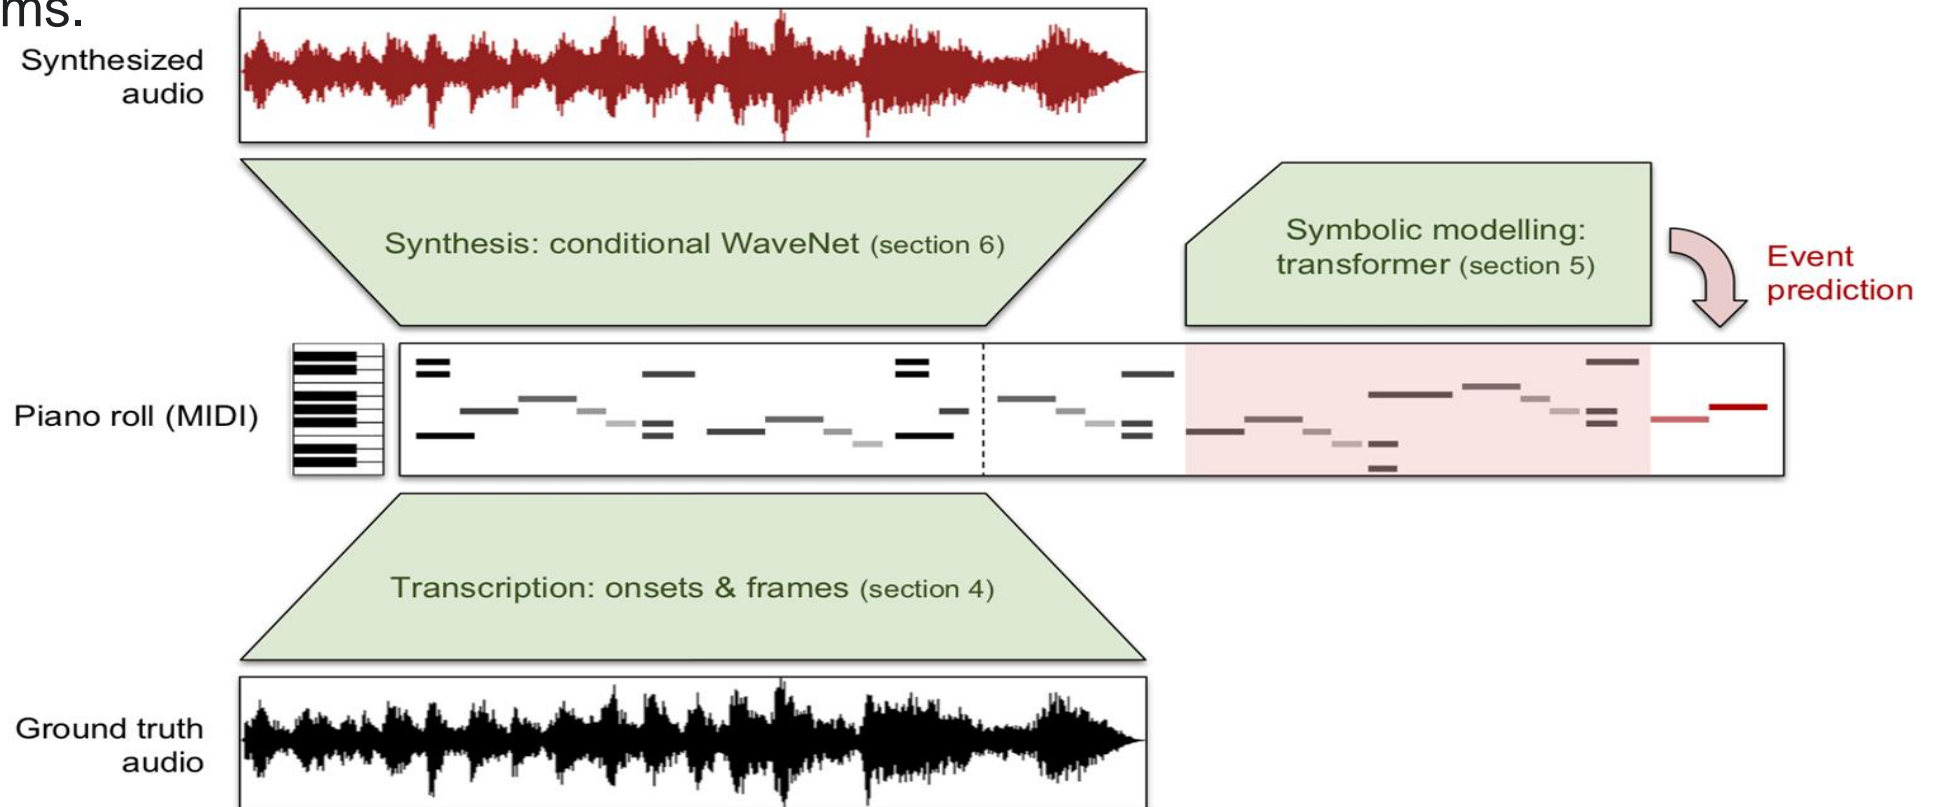 ms.
Synthesized
audio
Synthesis: conditional WaveNet (section 6)
Symbolic modelling:
transformer (section 5)
Event
prediction
Piano roll (MIDI)
Transcription: onsets & frames (section 4)
Ground truth
audio